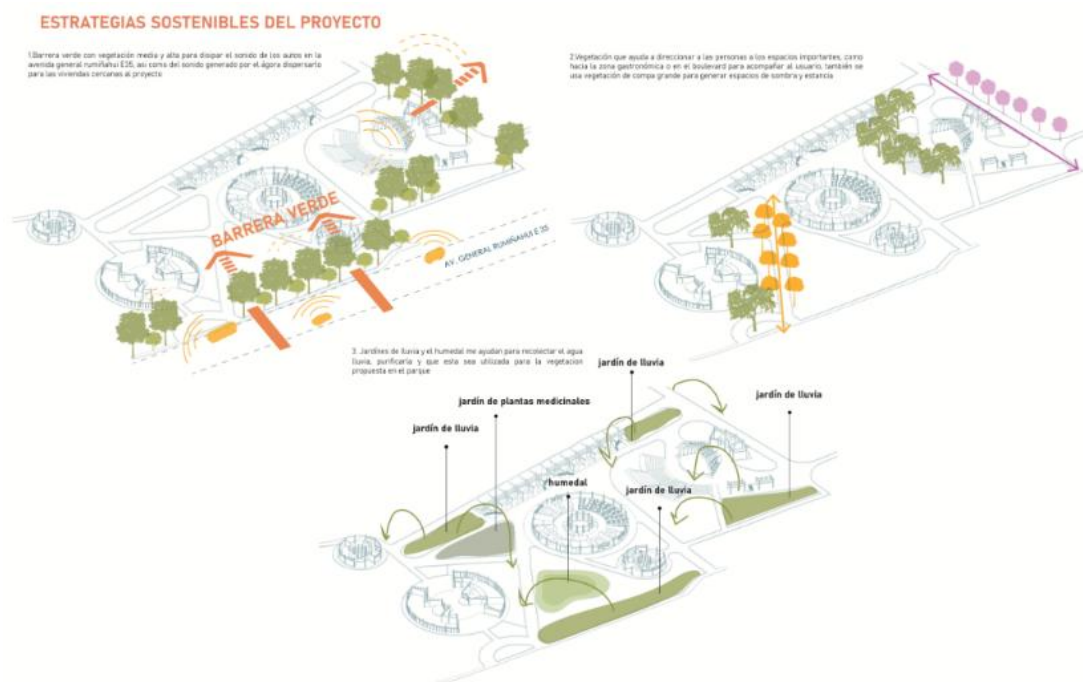 ESTRATEGIAS SOSTENIBLES DEL PROYECTO
1.Barrera verde con vegetación media y alta para disipar el sonido de los autos en la
avenida general rumiñahui E35, asi como del sonido generado por el ágora dispersarlo
para las viviendas cercanas al proyecto
2.Vegetación que ayuda a direccionar a las personas a los espacios importantes, como
hacia la zona gastronómica o en el boulevard para acompañar al usuario, también se
usa vegetación de compa grande para generar espacios de sombra y estancia
BARRERA VERDE
AV. GENERAL RUMIÑAHUI E 35
3. Jardines de lluvia y el humedal me ayudan para recolectar el agua
lluvia, purificarla y que esta sea utilizada para la vegetacion
propuesta en el parque
jardín de lluvia
jardín de plantas medicinales
jardín de lluvia
jardín de lluvia
humedal
jardín de lluvia